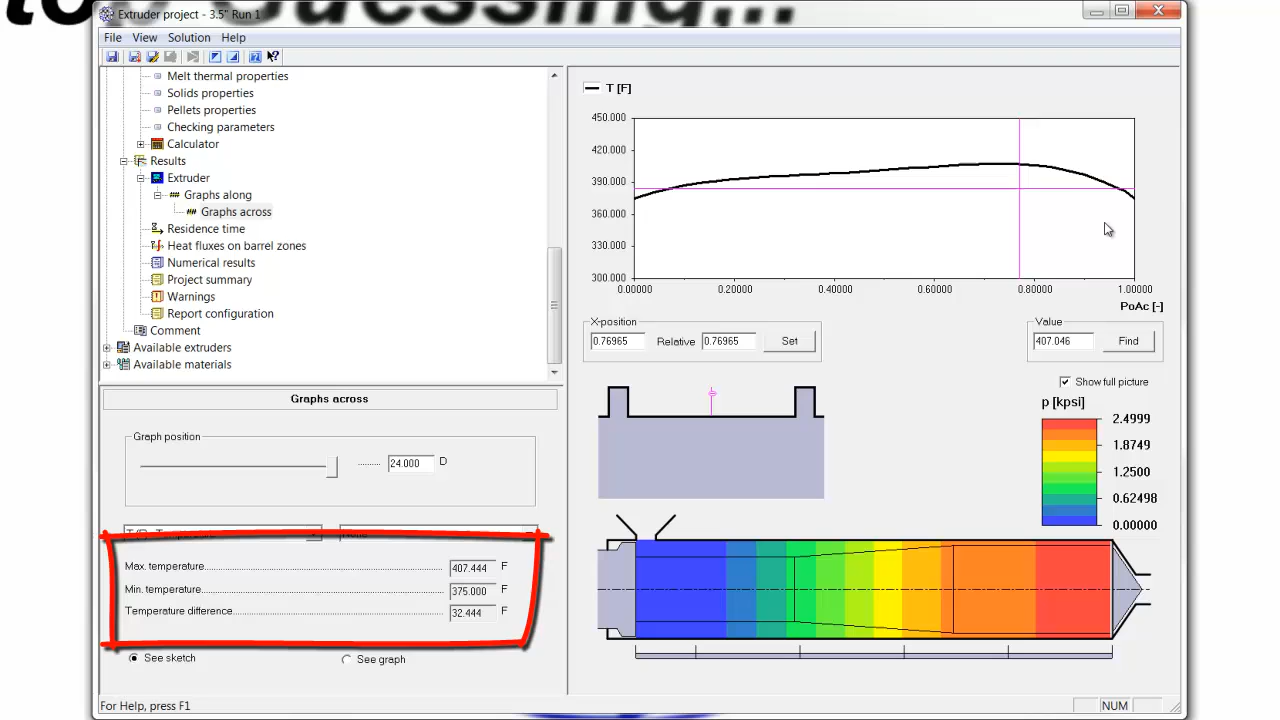 top Guessing...
Extruder project - 3.5" Run 1
File View Solution Help
Melt thermal properties
Solids properties
Pellets properties
Checking parameters
Calculator
Results
Extruder
Graphs along
Graphs across
Residence time
Heat fluxes on barrel zones
Numerical results
Project summary
Warnings
Report configuration
Comment
Available extruders
Available materials
Graphs across
Graph position
24.000 D
Max. temperature 407.444 F
Min. temperature 375.000 F
Temperature difference 32.444 F
See sketch See graph
T [F]
450.000
420.000
390.000
360.000
330.000
300.000
0.00000 0.20000 0.40000 0.60000 0.80000 1.00000
PoAc [-]
X-position
0.76965 Relative 0.76965 Set
Value
407.046 Find
Show full picture
p [kpsi]
2.4999
1.8749
1.2500
0.62498
0.00000
For Help, press F1
NUM